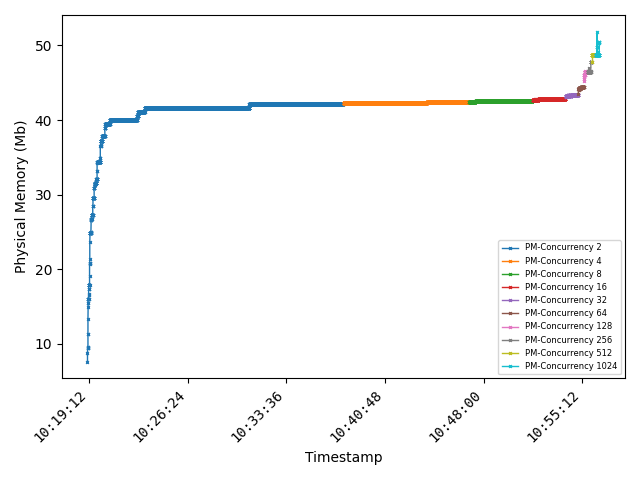 50
40
30
20
10
Physical Memory (Mb)
PM-Concurrency 2
PM-Concurrency 4
PM-Concurrency 8
PM-Concurrency 16
PM-Concurrency 32
PM-Concurrency 64
PM-Concurrency 128
PM-Concurrency 256
PM-Concurrency 512
PM-Concurrency 1024
10:19:12
10:26:24
10:33:36
10:40:48
10:48:00
10:55:12
Timestamp